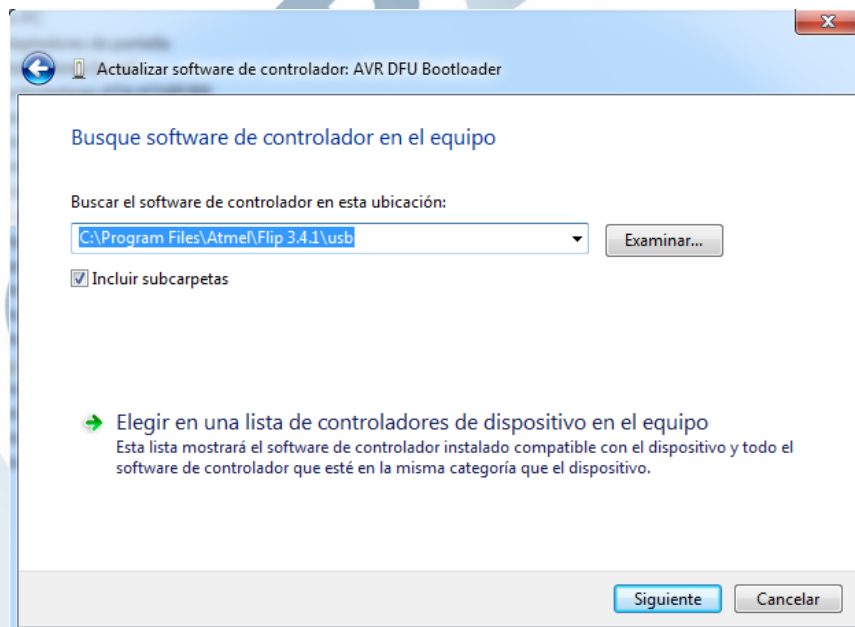 Actualizar software de controlador: AVR DFU Bootloader
Busque software de controlador en el equipo
Buscar el software de controlador en esta ubicación:
C:\Program Files\Atmel\Flip 3.4.1\usb
Examinar...
Incluir subcarpetas
Elegir en una lista de controladores de dispositivo en el equipo
Esta lista mostrará el software de controlador instalado compatible con el dispositivo y todo el
software de controlador que esté en la misma categoría que el dispositivo.
Siguiente
Cancelar